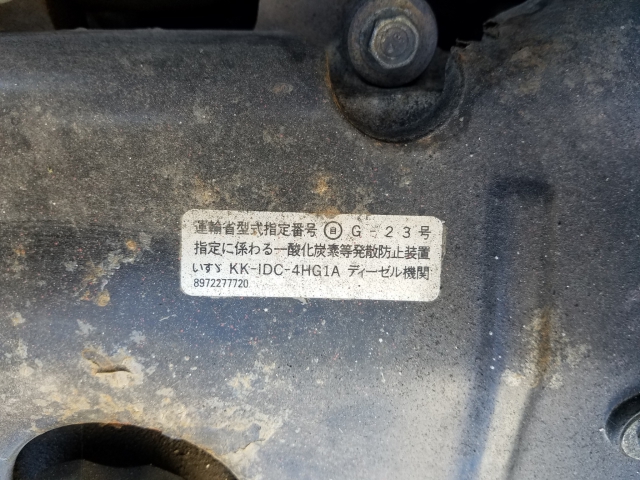 運輸省型式指定番号 ㊐ G-23号
指定に係わる一酸化炭素等発散防止装置
いすゞ KK-IDC-4HG1A ディーゼル機関
8972277720